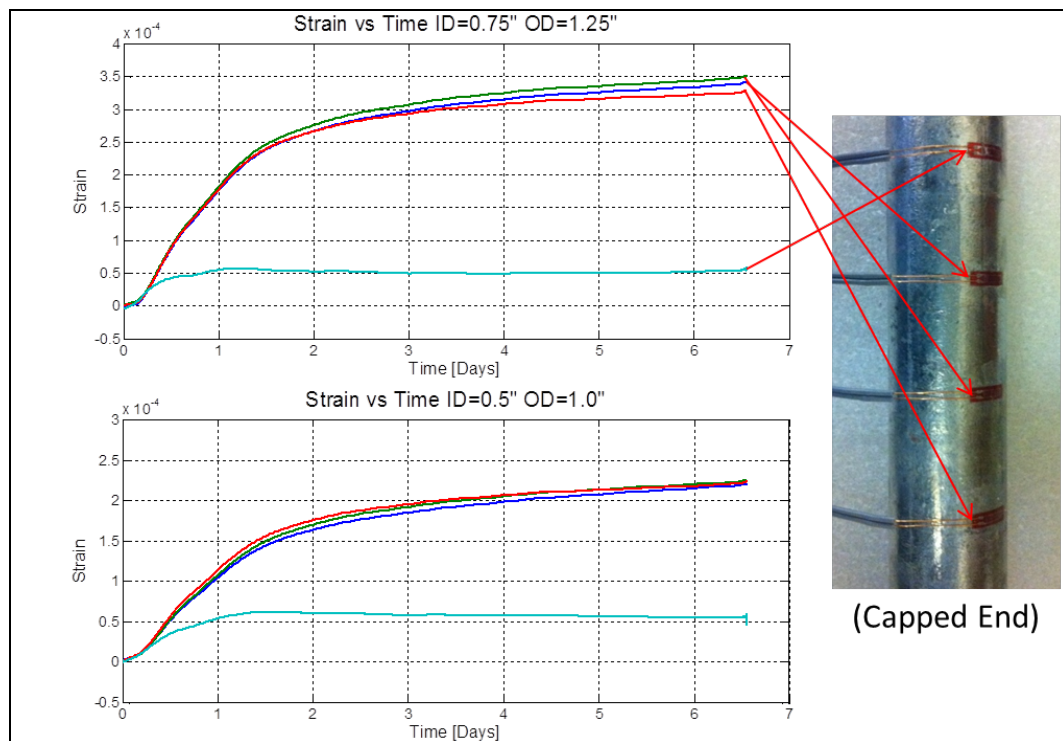 Strain vs Time ID=0.75" OD=1.25"
x 10^-4
4
3.5
3
2.5
2
1.5
1
0.5
0
-0.5
Strain
0 1 2 3 4 5 6 7
Time [Days]
Strain vs Time ID=0.5" OD=1.0"
x 10^-4
3
2.5
2
1.5
1
0.5
0
-0.5
Strain
0 1 2 3 4 5 6 7
Time [Days]
(Capped End)